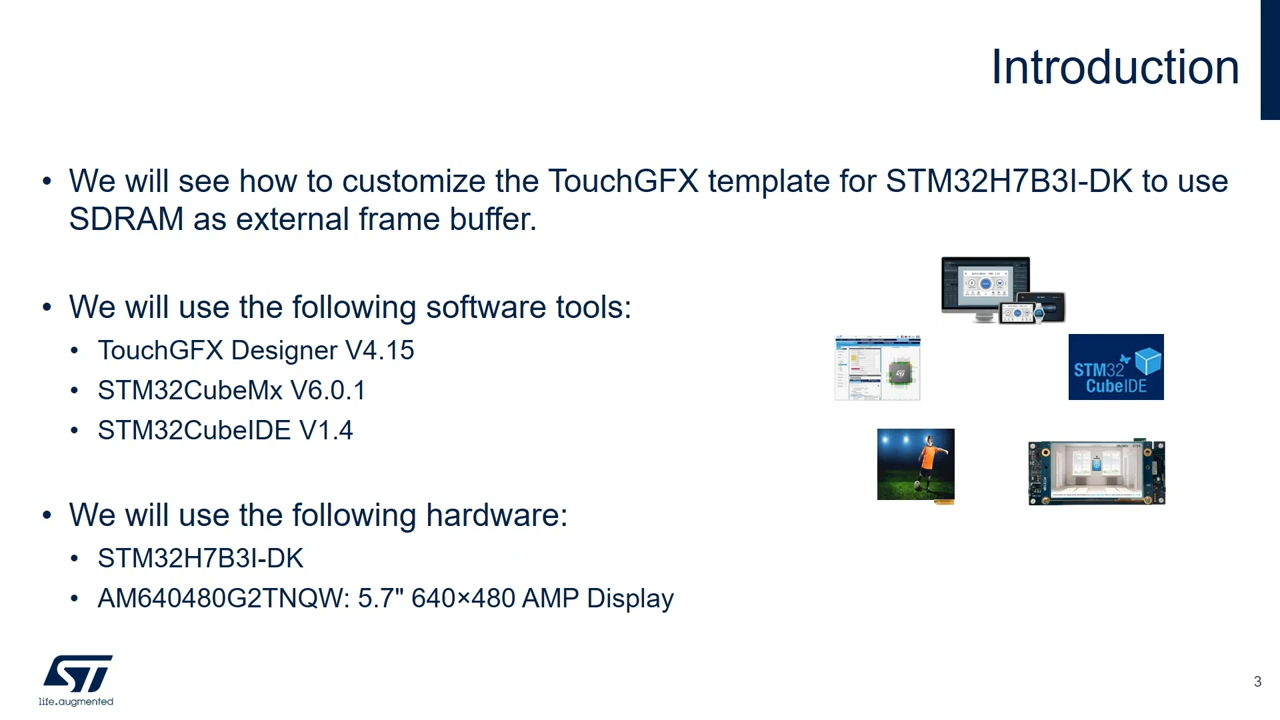 Introduction
• We will see how to customize the TouchGFX template for STM32H7B3I-DK to use
SDRAM as external frame buffer.
• We will use the following software tools:
• TouchGFX Designer V4.15
• STM32CubeMx V6.0.1
• STM32CubeIDE V1.4
STM32
CubeIDE
• We will use the following hardware:
• STM32H7B3I-DK
• AM640480G2TNQW: 5.7" 640×480 AMP Display
ST
life.augmented
3